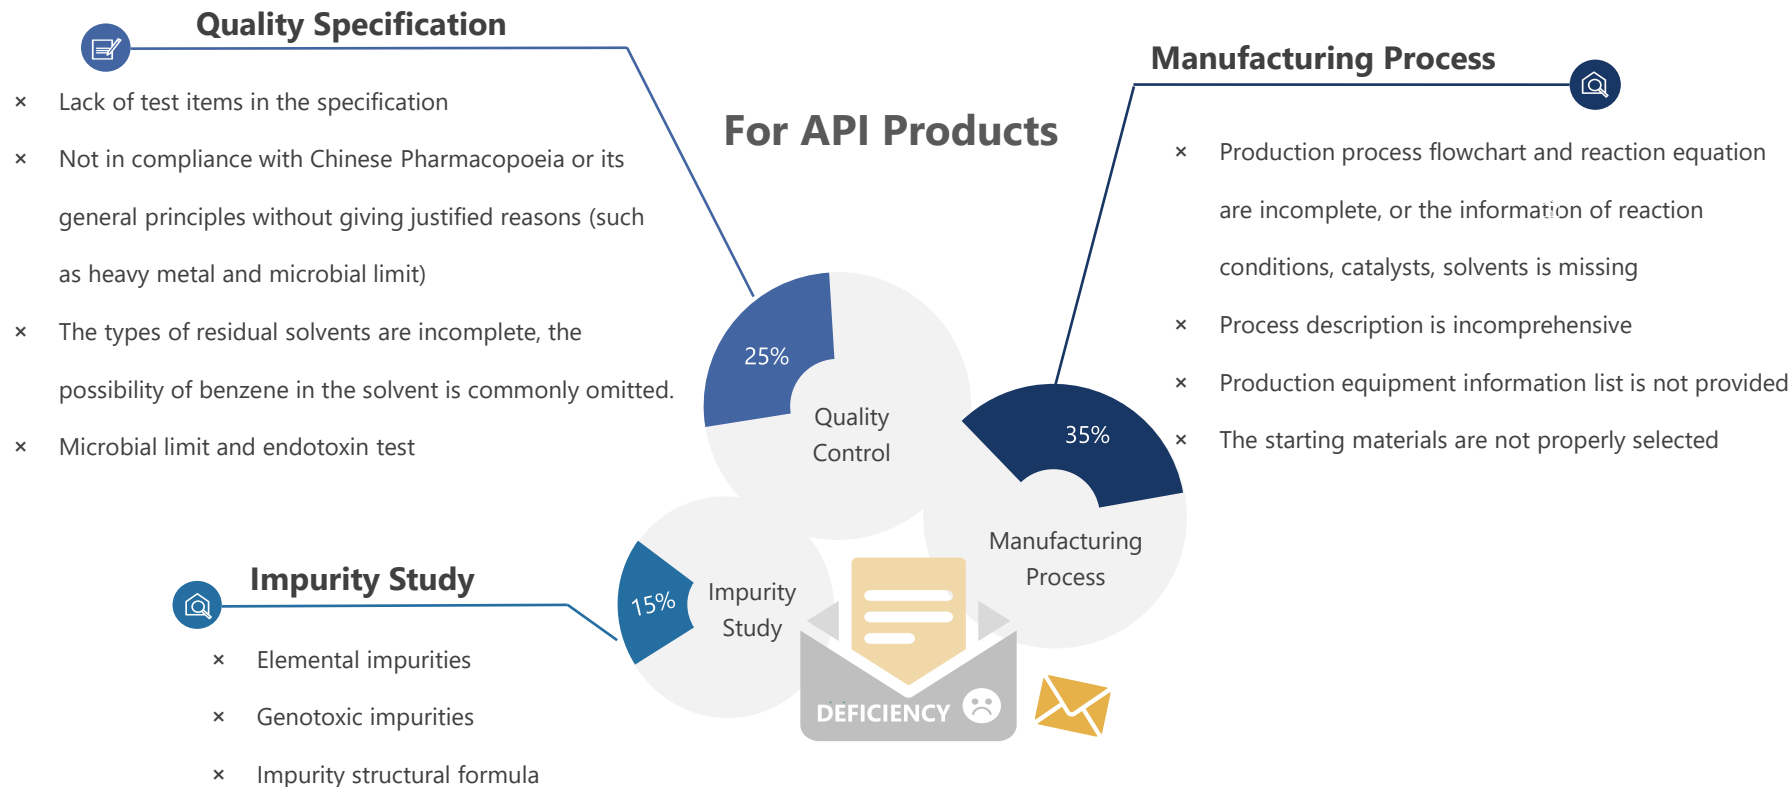 Quality Specification
× Lack of test items in the specification
× Not in compliance with Chinese Pharmacopoeia or its
general principles without giving justified reasons (such
as heavy metal and microbial limit)
× The types of residual solvents are incomplete, the
possibility of benzene in the solvent is commonly omitted.
× Microbial limit and endotoxin test
For API Products
Manufacturing Process
× Production process flowchart and reaction equation
are incomplete, or the information of reaction
conditions, catalysts, solvents is missing
× Process description is incomprehensive
× Production equipment information list is not provided
× The starting materials are not properly selected
25%
Quality
Control
35%
Manufacturing
Process
15%
Impurity
Study
Impurity Study
× Elemental impurities
× Genotoxic impurities
× Impurity structural formula
DEFICIENCY